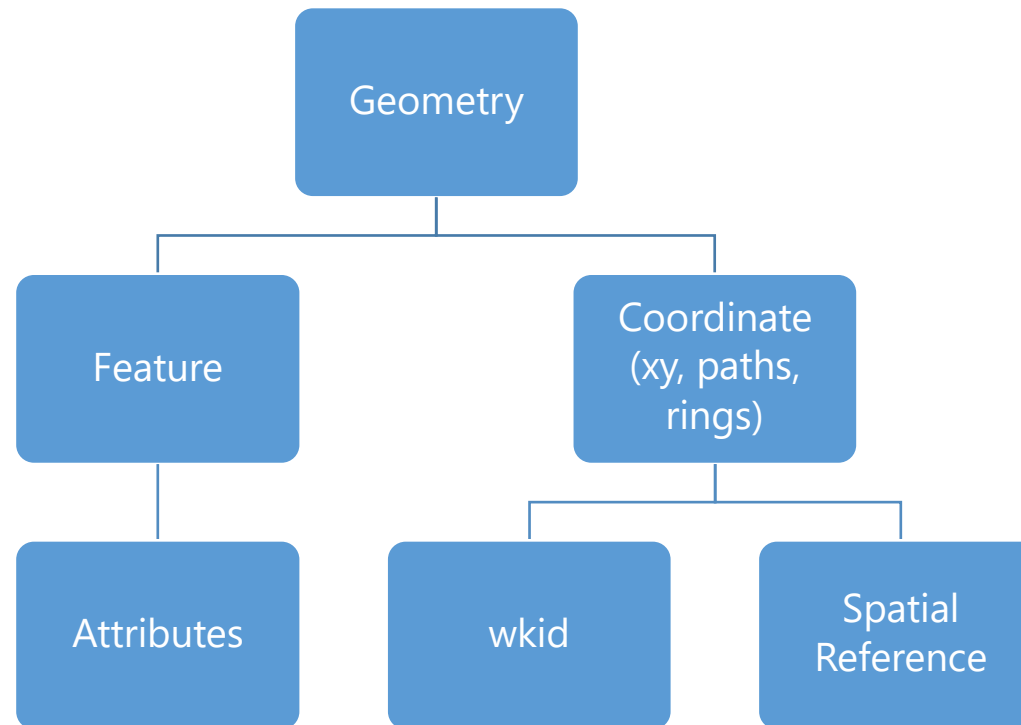 Geometry
Feature
Coordinate
(xy, paths,
rings)
Attributes
wkid
Spatial
Reference